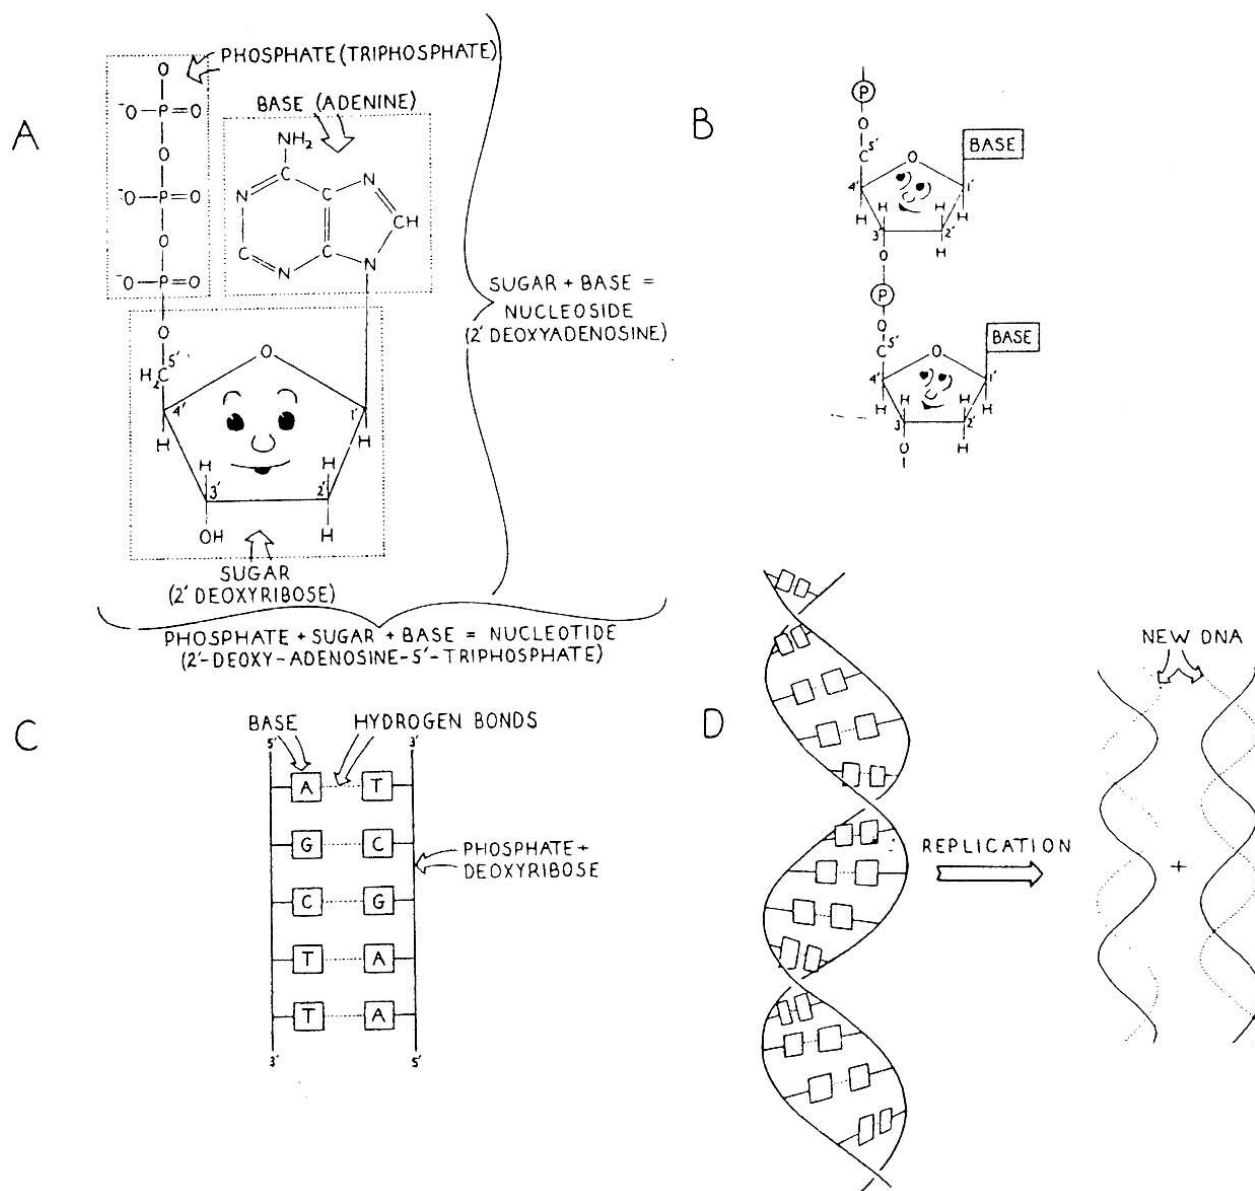 A
PHOSPHATE (TRIPHOSPHATE)
O
⁻O—P=O
O
⁻O—P=O
O
⁻O—P=O
O
BASE (ADENINE)
NH₂
C
N
C
N
CH
C
N
C
N
5'
H₂C
O
4'
1'
H
H
H
H
3'
2'
OH
H
SUGAR
(2' DEOXYRIBOSE)
SUGAR + BASE =
NUCLEOSIDE
(2' DEOXYADENOSINE)
PHOSPHATE + SUGAR + BASE = NUCLEOTIDE
(2'-DEOXY-ADENOSINE-5'-TRIPHOSPHATE)
B
P
O
C 5'
O
BASE
4'
1'
H
H
H
H
3'
2'
H
O
P
O
C 5'
O
BASE
4'
1'
H
H
H
H
3
2'
H
O
C
BASE
HYDROGEN BONDS
5'
3'
A T
G C
C G
T A
T A
3'
5'
PHOSPHATE +
DEOXYRIBOSE
D
REPLICATION
NEW DNA
+